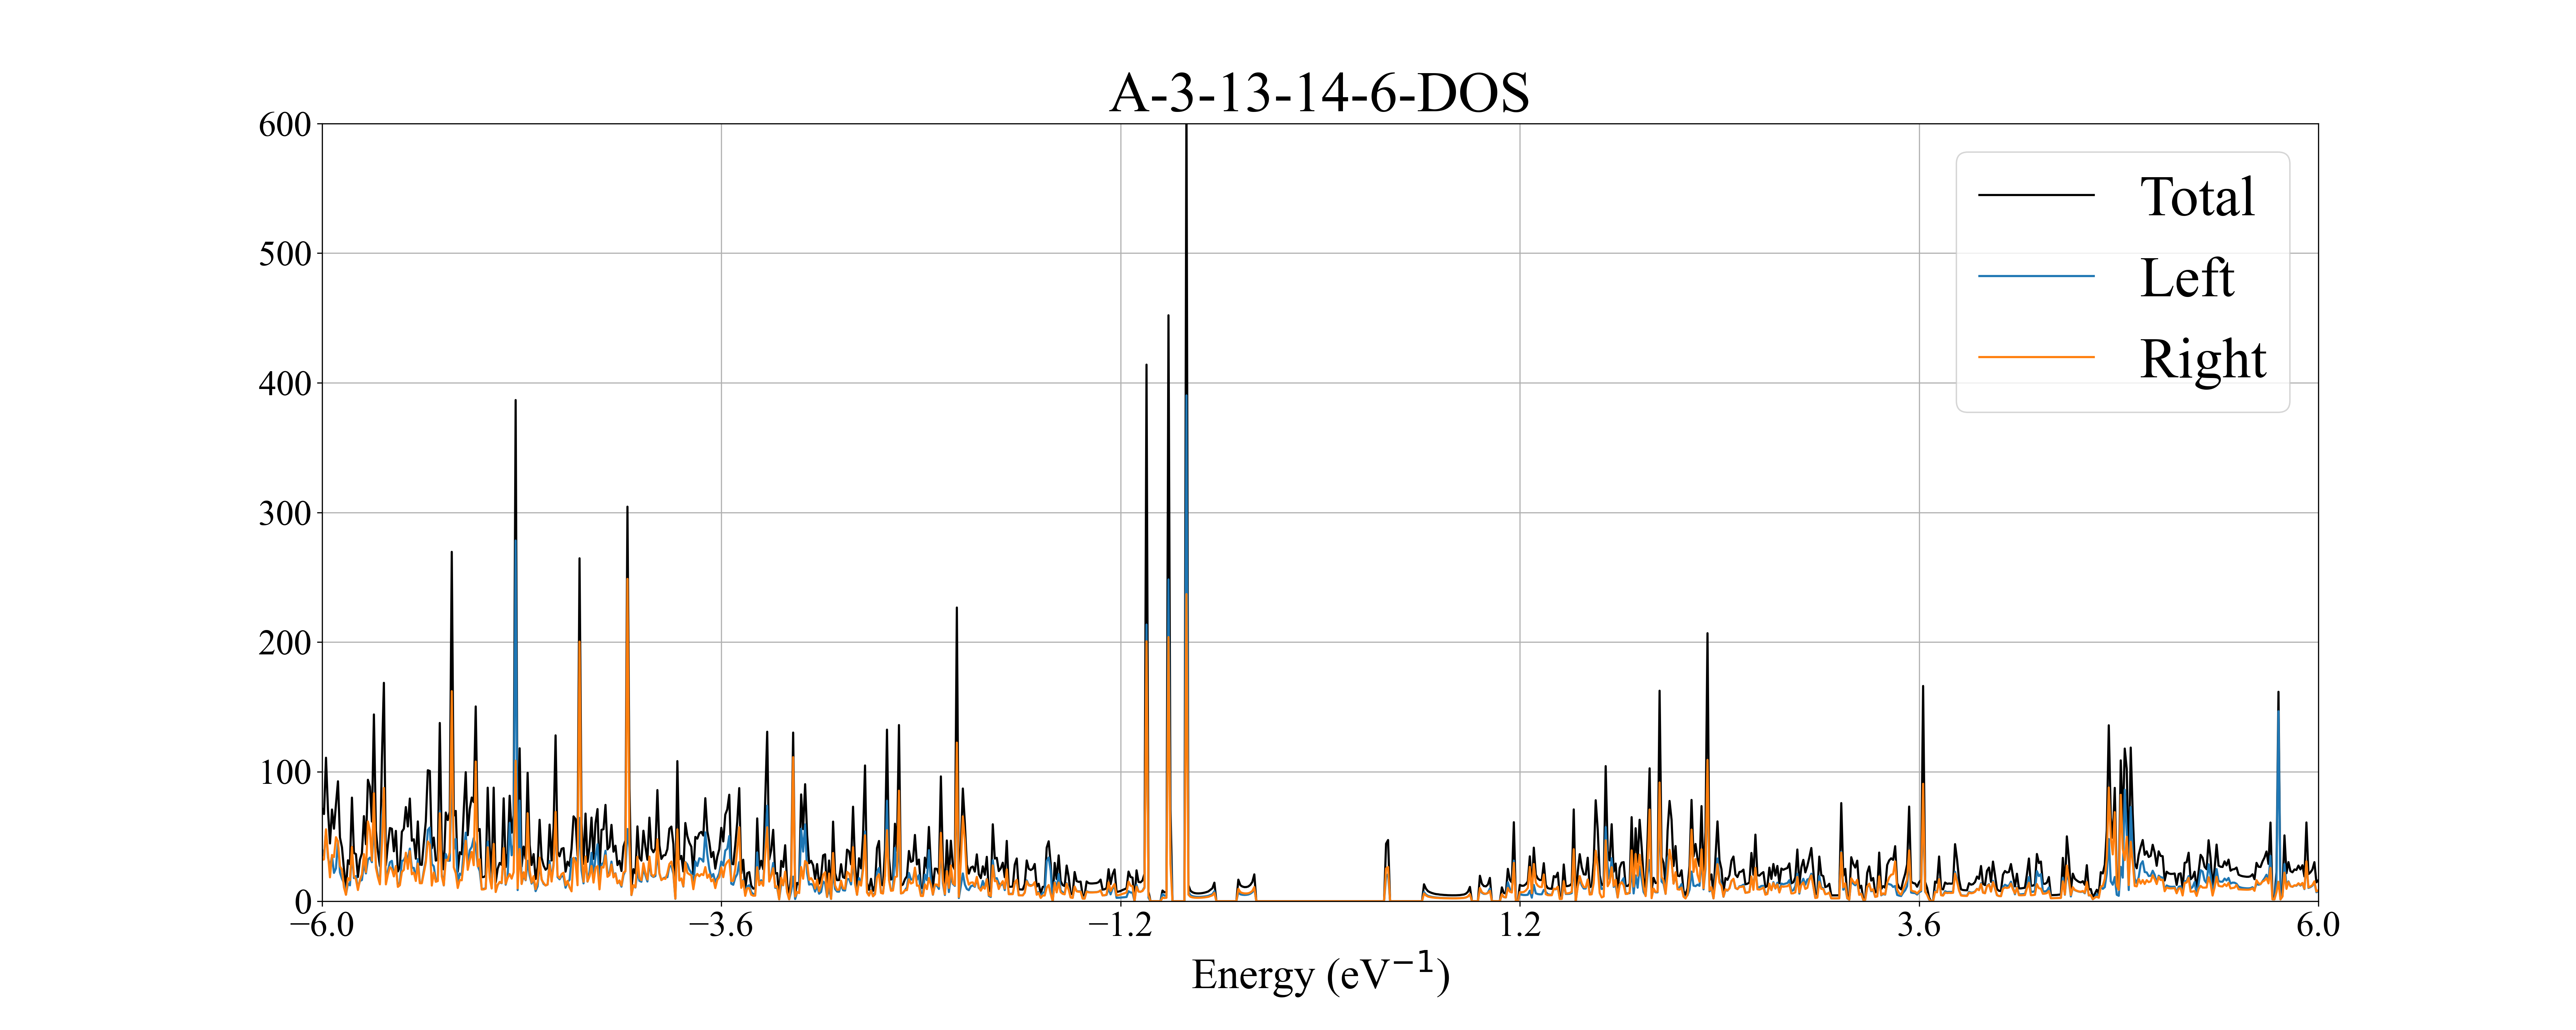 A-3-13-14-6-DOS
600
500
400
300
200
100
0
−6.0 −3.6 −1.2 1.2 3.6 6.0
Energy (eV⁻¹)
Total
Left
Right